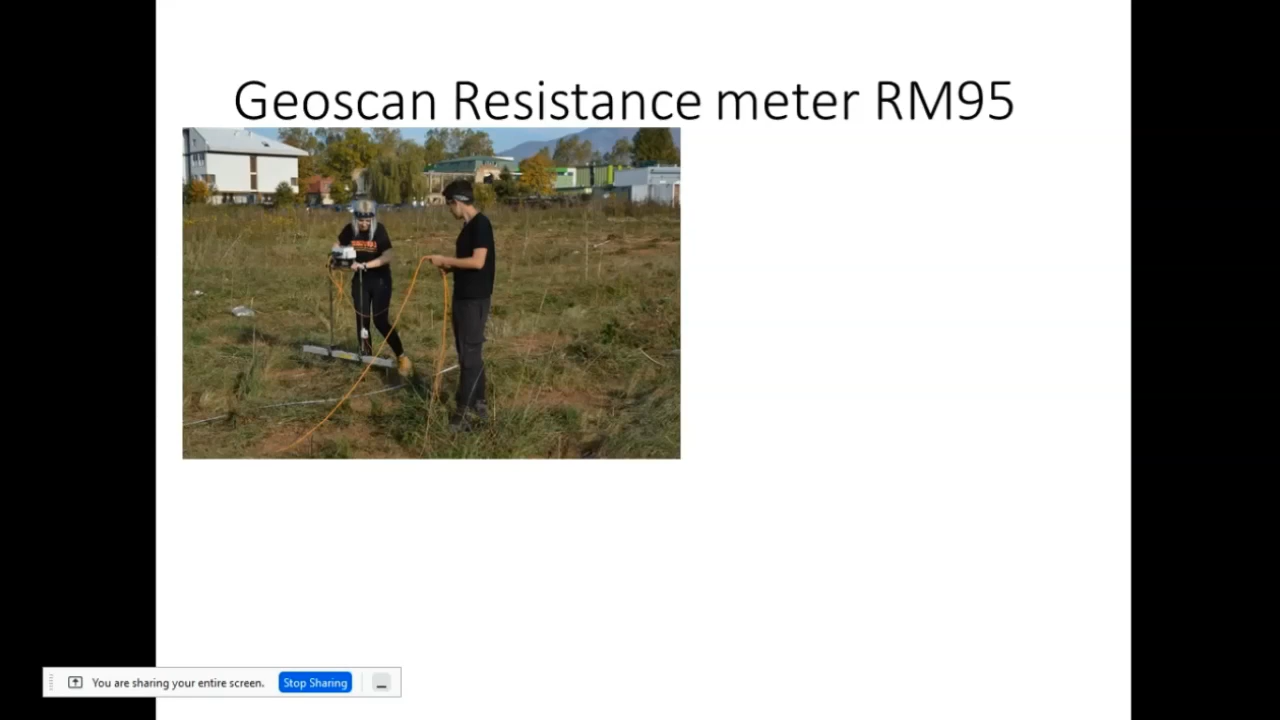 Geoscan Resistance meter RM95
You are sharing your entire screen.
Stop Sharing